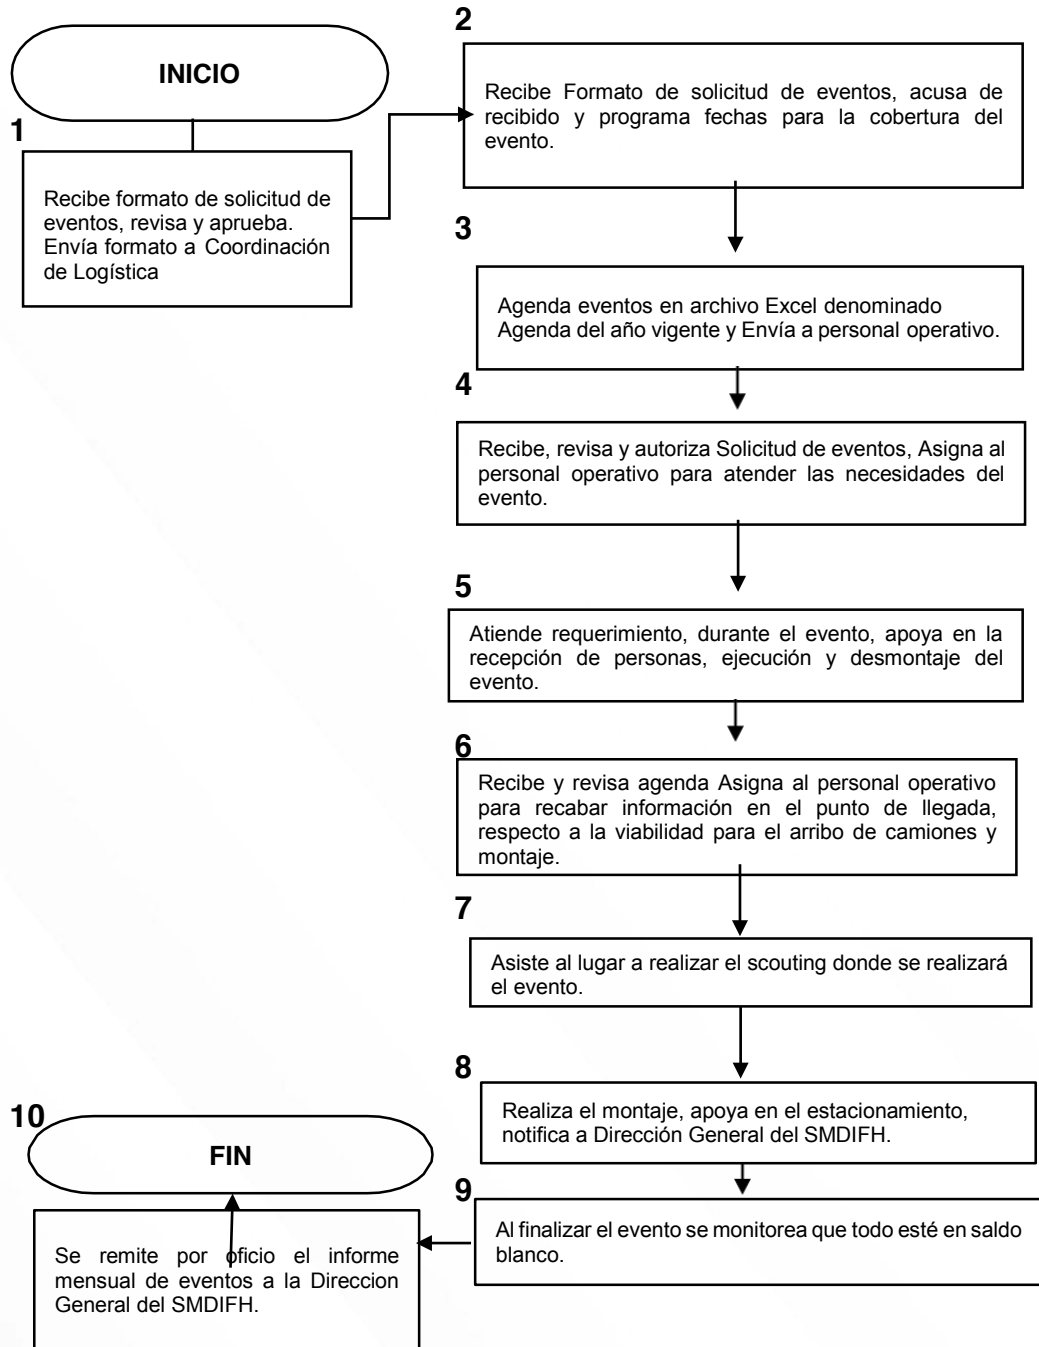 INICIO
1
Recibe formato de solicitud de
eventos, revisa y aprueba.
Envía formato a Coordinación
de Logística
2
Recibe Formato de solicitud de eventos, acusa de
recibido y programa fechas para la cobertura del
evento.
3
Agenda eventos en archivo Excel denominado
Agenda del año vigente y Envía a personal operativo.
4
Recibe, revisa y autoriza Solicitud de eventos, Asigna al
personal operativo para atender las necesidades del
evento.
5
Atiende requerimiento, durante el evento, apoya en la
recepción de personas, ejecución y desmontaje del
evento.
6
Recibe y revisa agenda Asigna al personal operativo
para recabar información en el punto de llegada,
respecto a la viabilidad para el arribo de camiones y
montaje.
7
Asiste al lugar a realizar el scouting donde se realizará
el evento.
8
Realiza el montaje, apoya en el estacionamiento,
notifica a Dirección General del SMDIFH.
9
Al finalizar el evento se monitorea que todo esté en saldo
blanco.
10
Se remite por oficio el informe
mensual de eventos a la Direccion
General del SMDIFH.
FIN